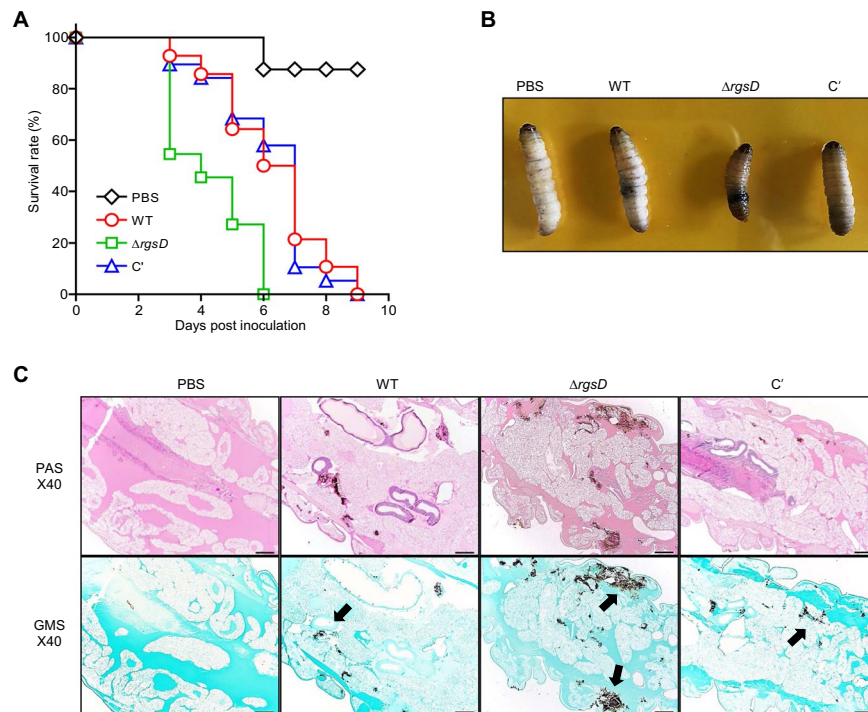 A
B
100
80
60
40
20
0
Survival rate (%)
PBS
WT
ΔrgsD
C'
0
2
4
6
8
10
Days post inoculation
PBS
WT
ΔrgsD
C'
C
PBS
WT
ΔrgsD
C'
PAS
X40
GMS
X40